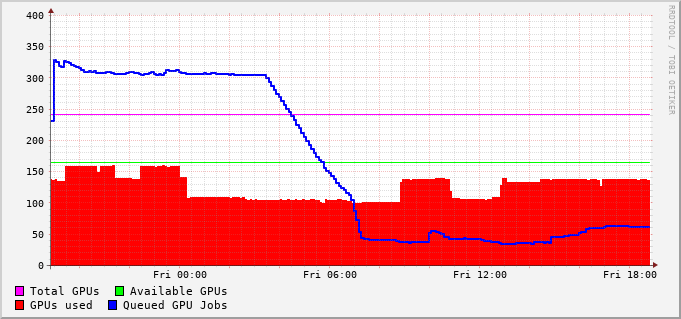 400
350
300
250
200
150
100
50
0
Fri 00:00 Fri 06:00 Fri 12:00 Fri 18:00
Total GPUs Available GPUs
GPUs used Queued GPU Jobs
RRDTOOL / TOBI OETIKER